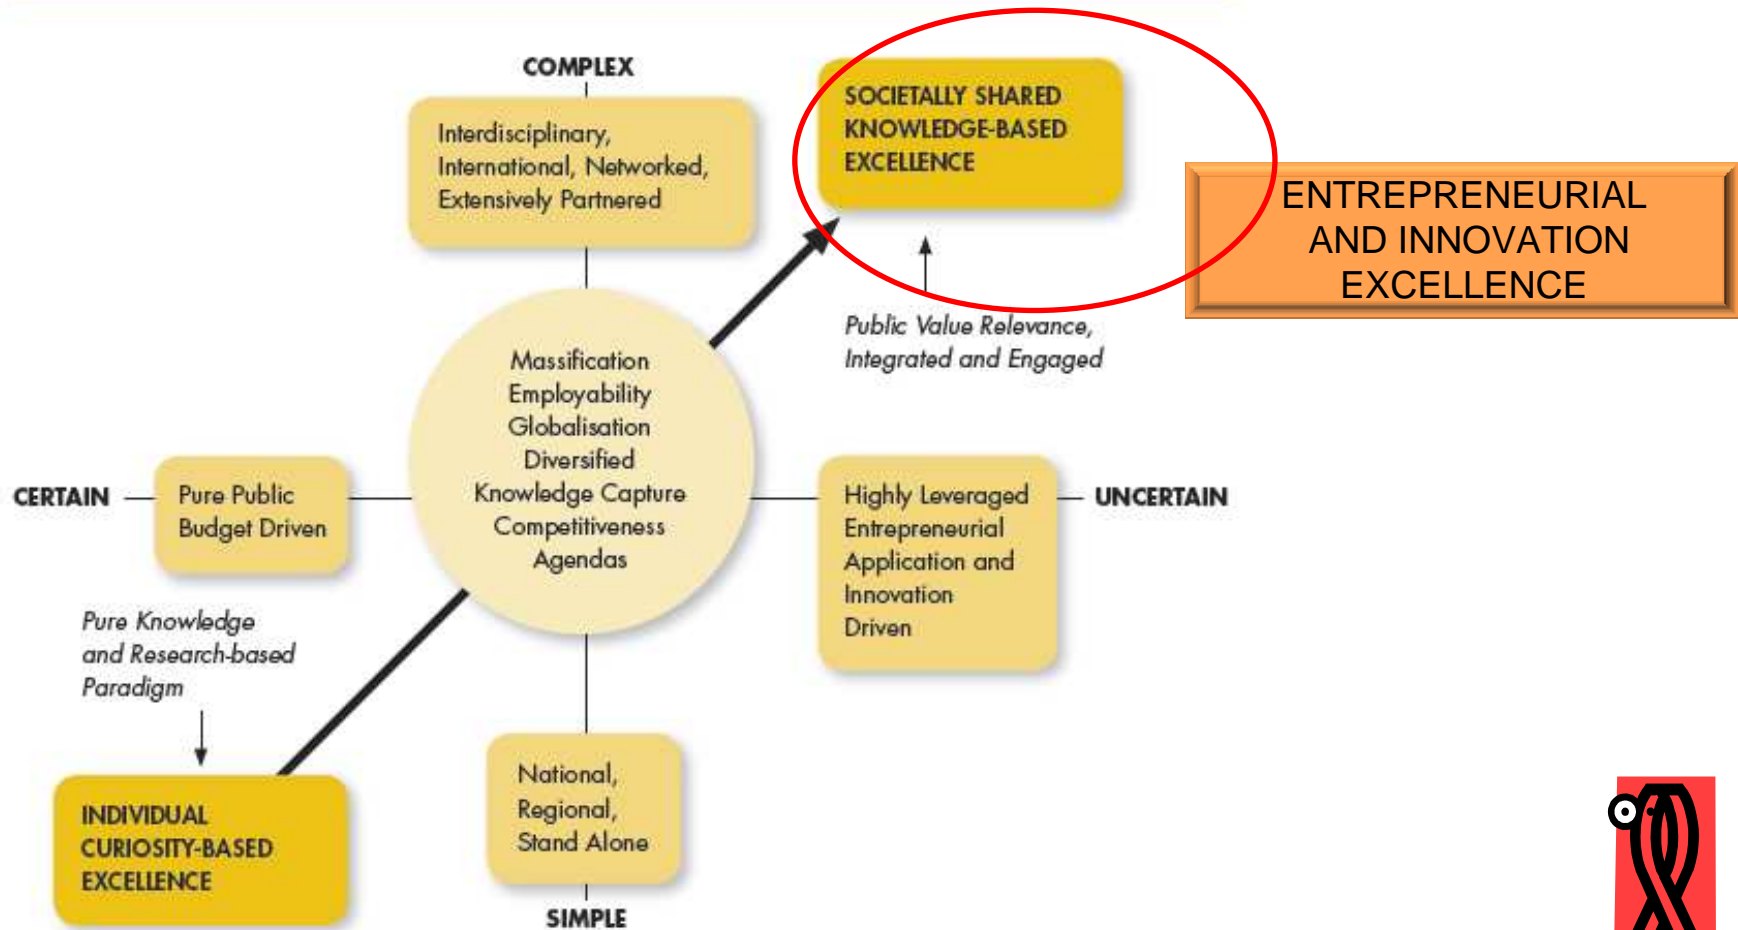 COMPLEX
Interdisciplinary,
International, Networked,
Extensively Partnered
SOCIETALLY SHARED
KNOWLEDGE-BASED
EXCELLENCE
ENTREPRENEURIAL
AND INNOVATION
EXCELLENCE
Public Value Relevance,
Integrated and Engaged
Massification
Employability
Globalisation
Diversified
Knowledge Capture
Competitiveness
Agendas
CERTAIN
Pure Public
Budget Driven
Highly Leveraged
Entrepreneurial
Application and
Innovation
Driven
UNCERTAIN
Pure Knowledge
and Research-based
Paradigm
INDIVIDUAL
CURIOSITY-BASED
EXCELLENCE
National,
Regional,
Stand Alone
SIMPLE